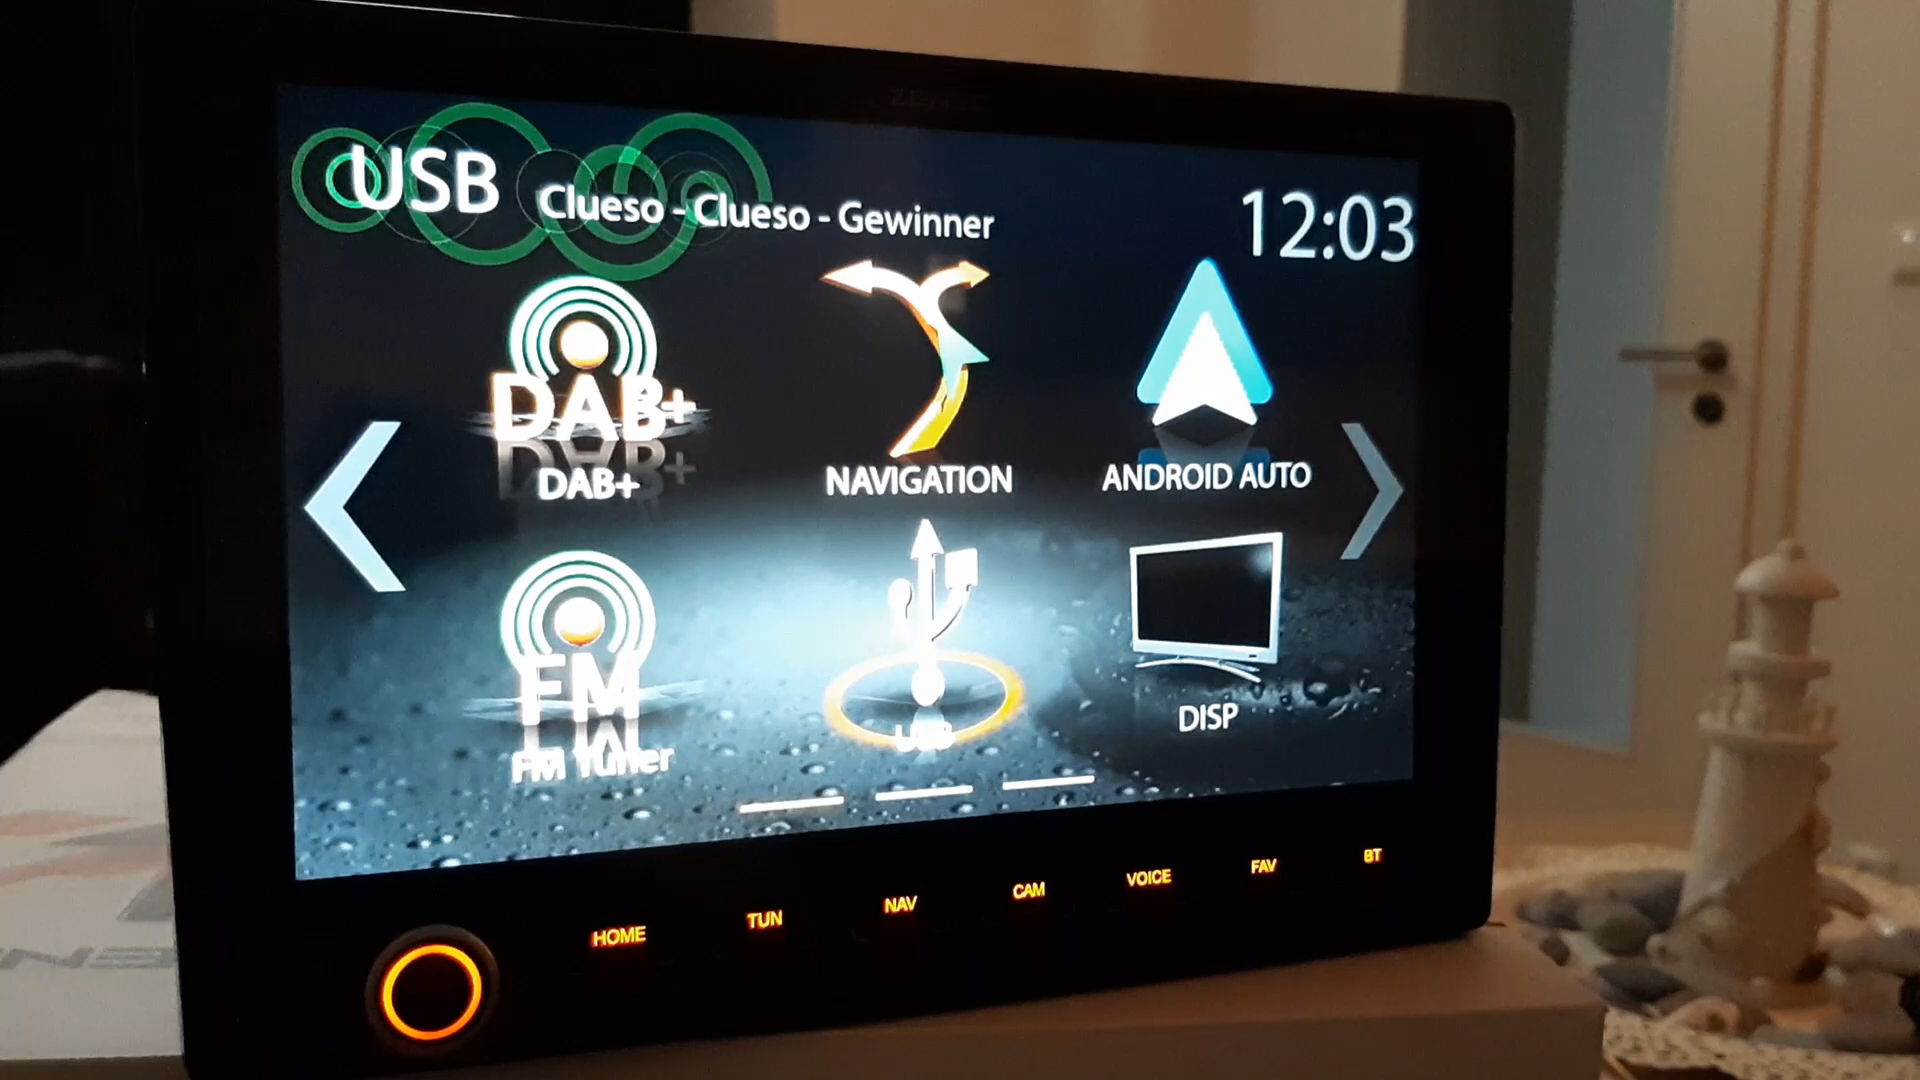 USB Clueso - Clueso - Gewinner 12:03
DAB+
DAB+ NAVIGATION ANDROID AUTO
FM
FM Tuner USB DISP
HOME TUN NAV CAM VOICE FAV BT